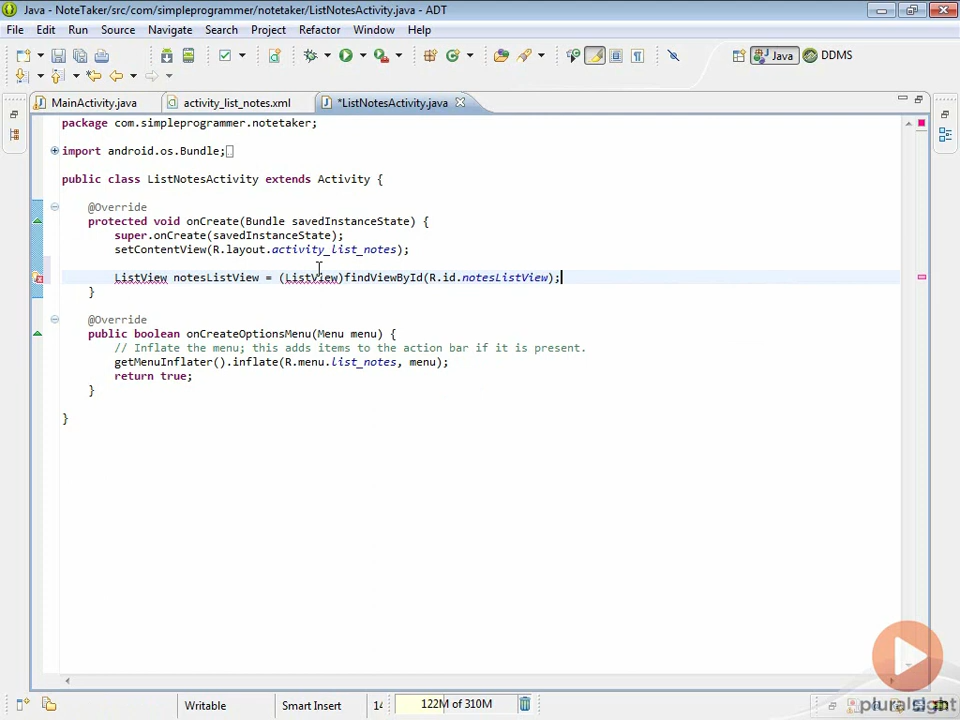 Java - NoteTaker/src/com/simpleprogrammer/notetaker/ListNotesActivity.java - ADT
File Edit Run Source Navigate Search Project Refactor Window Help
Java DDMS
MainActivity.java activity_list_notes.xml *ListNotesActivity.java
package com.simpleprogrammer.notetaker;
import android.os.Bundle;
public class ListNotesActivity extends Activity {
@Override
protected void onCreate(Bundle savedInstanceState) {
super.onCreate(savedInstanceState);
setContentView(R.layout.activity_list_notes);
ListView notesListView = (ListView)findViewById(R.id.notesListView);
}
@Override
public boolean onCreateOptionsMenu(Menu menu) {
// Inflate the menu; this adds items to the action bar if it is present.
getMenuInflater().inflate(R.menu.list_notes, menu);
return true;
}
}
Writable Smart Insert 122M of 310M
pluralsight